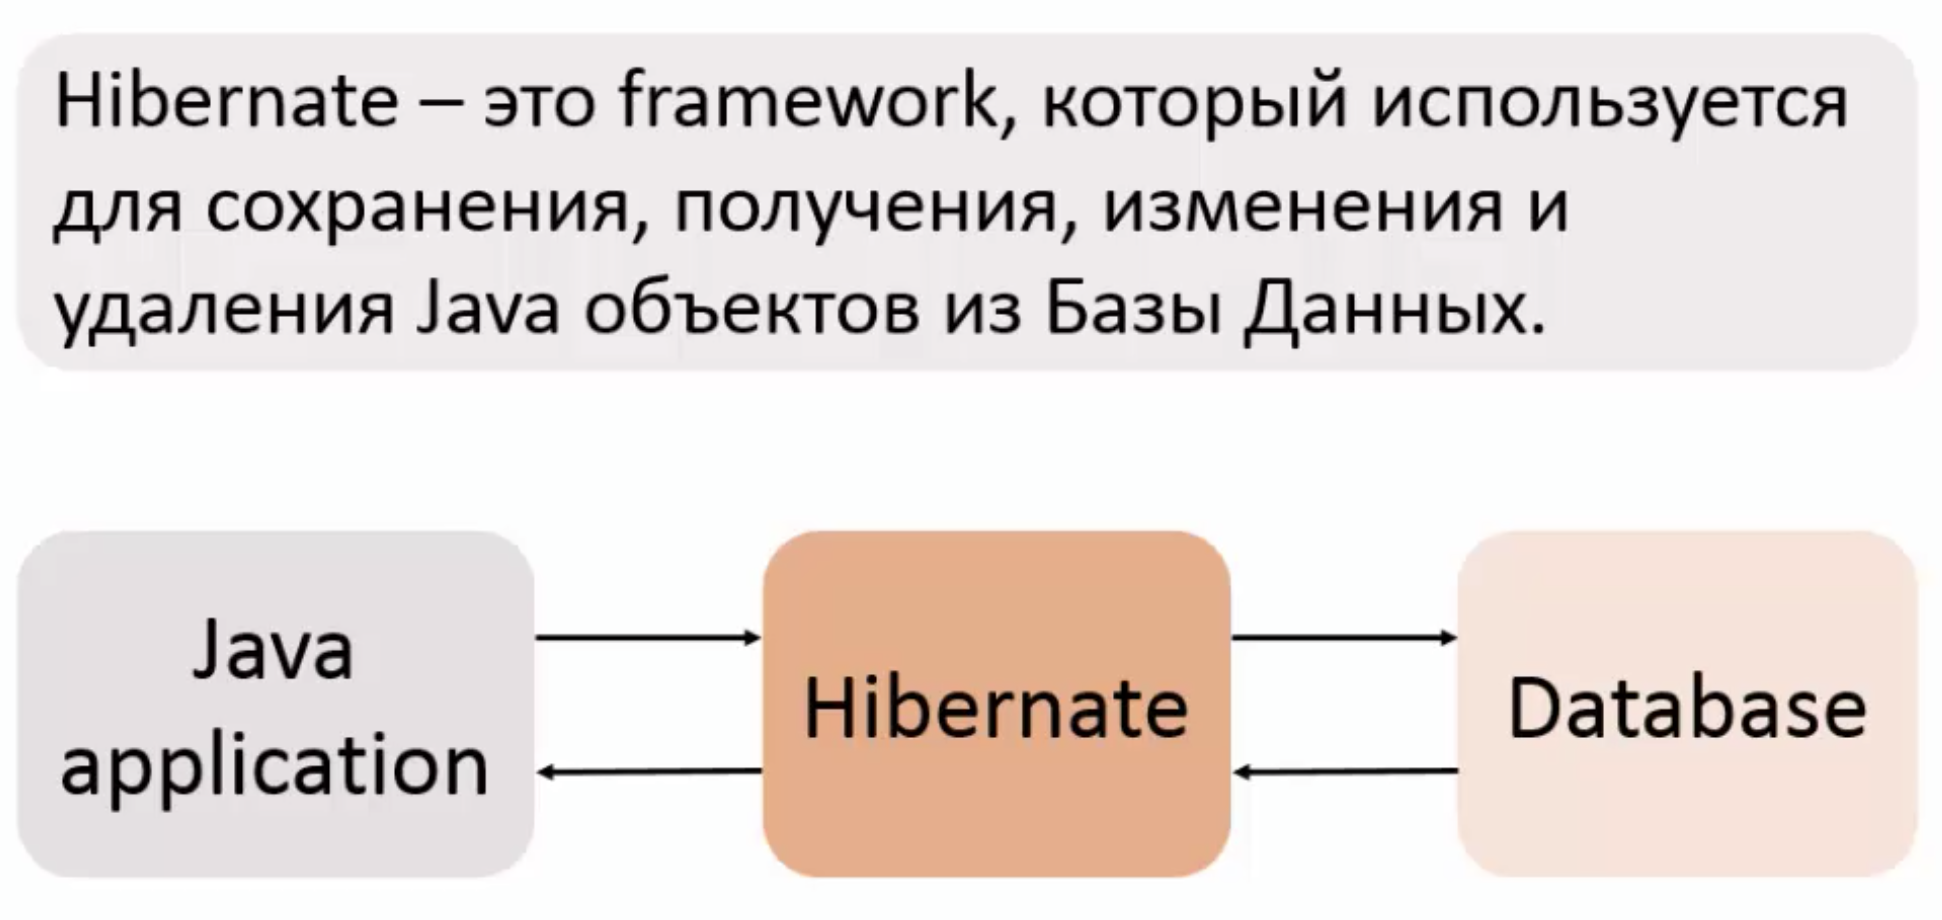 Hibernate – это framework, который используется
для сохранения, получения, изменения и
удаления Java объектов из Базы Данных.
Java
application
Hibernate
Database